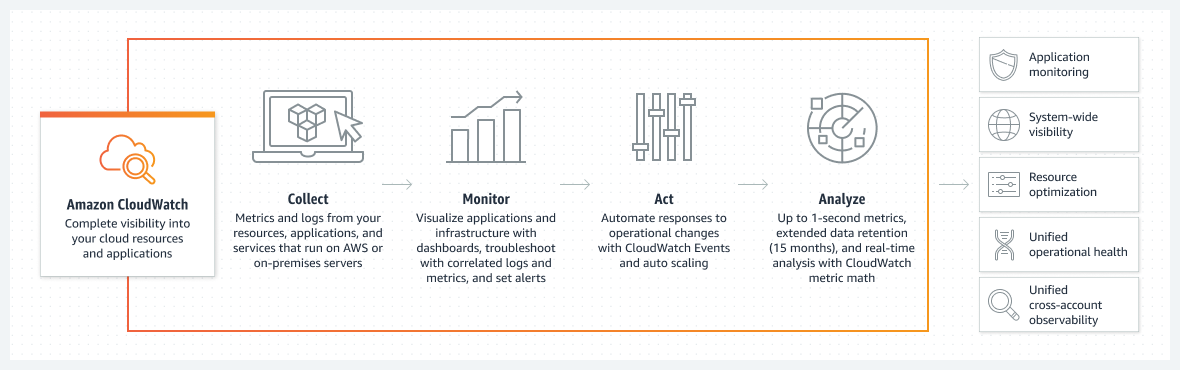 Amazon CloudWatch
Complete visibility into
your cloud resources
and applications
Collect
Metrics and logs from your
resources, applications, and
services that run on AWS or
on-premises servers
Monitor
Visualize applications and
infrastructure with
dashboards, troubleshoot
with correlated logs and
metrics, and set alerts
Act
Automate responses to
operational changes
with CloudWatch Events
and auto scaling
Analyze
Up to 1-second metrics,
extended data retention
(15 months), and real-time
analysis with CloudWatch
metric math
Application
monitoring
System-wide
visibility
Resource
optimization
Unified
operational health
Unified
cross-account
observability